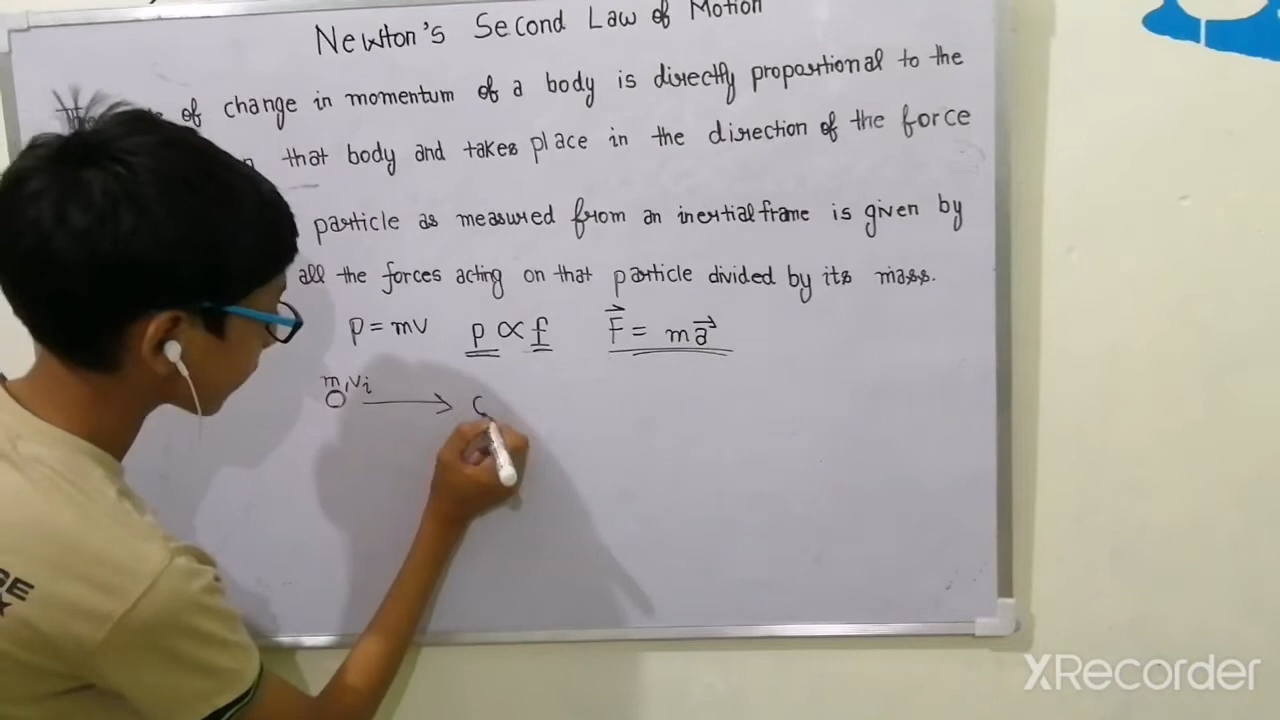 Newton's Second Law of Motion
of change in momentum of a body is directly proportional to the
that body and takes place in the direction of the force
particle as measured from an inertial frame is given by
all the forces acting on that particle divided by its mass.
P = mv p ∝ f F⃗ = ma⃗
m, vi
XRecorder